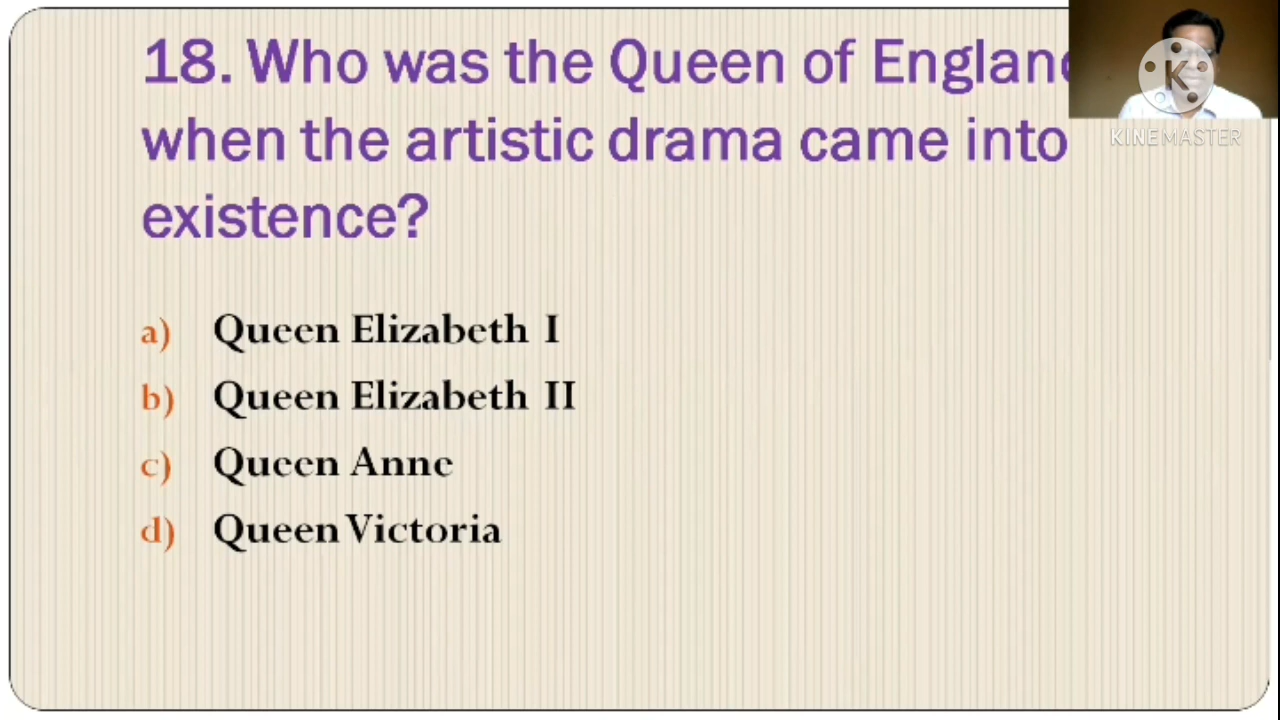 18. Who was the Queen of England
when the artistic drama came into
existence?
K
KINEMASTER
a) Queen Elizabeth I
b) Queen Elizabeth II
c) Queen Anne
d) Queen Victoria